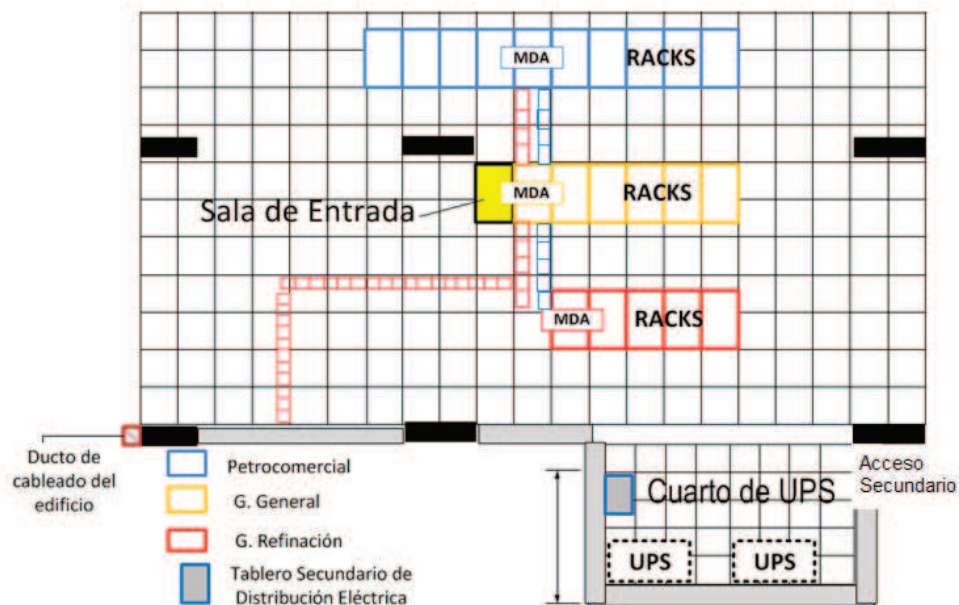 MDA
RACKS
MDA
RACKS
Sala de Entrada
MDA
RACKS
Ducto de
cableado del
edificio
Petrocomercial
G. General
G. Refinación
Tablero Secundario de
Distribución Eléctrica
Cuarto de UPS
UPS
UPS
Acceso
Secundario